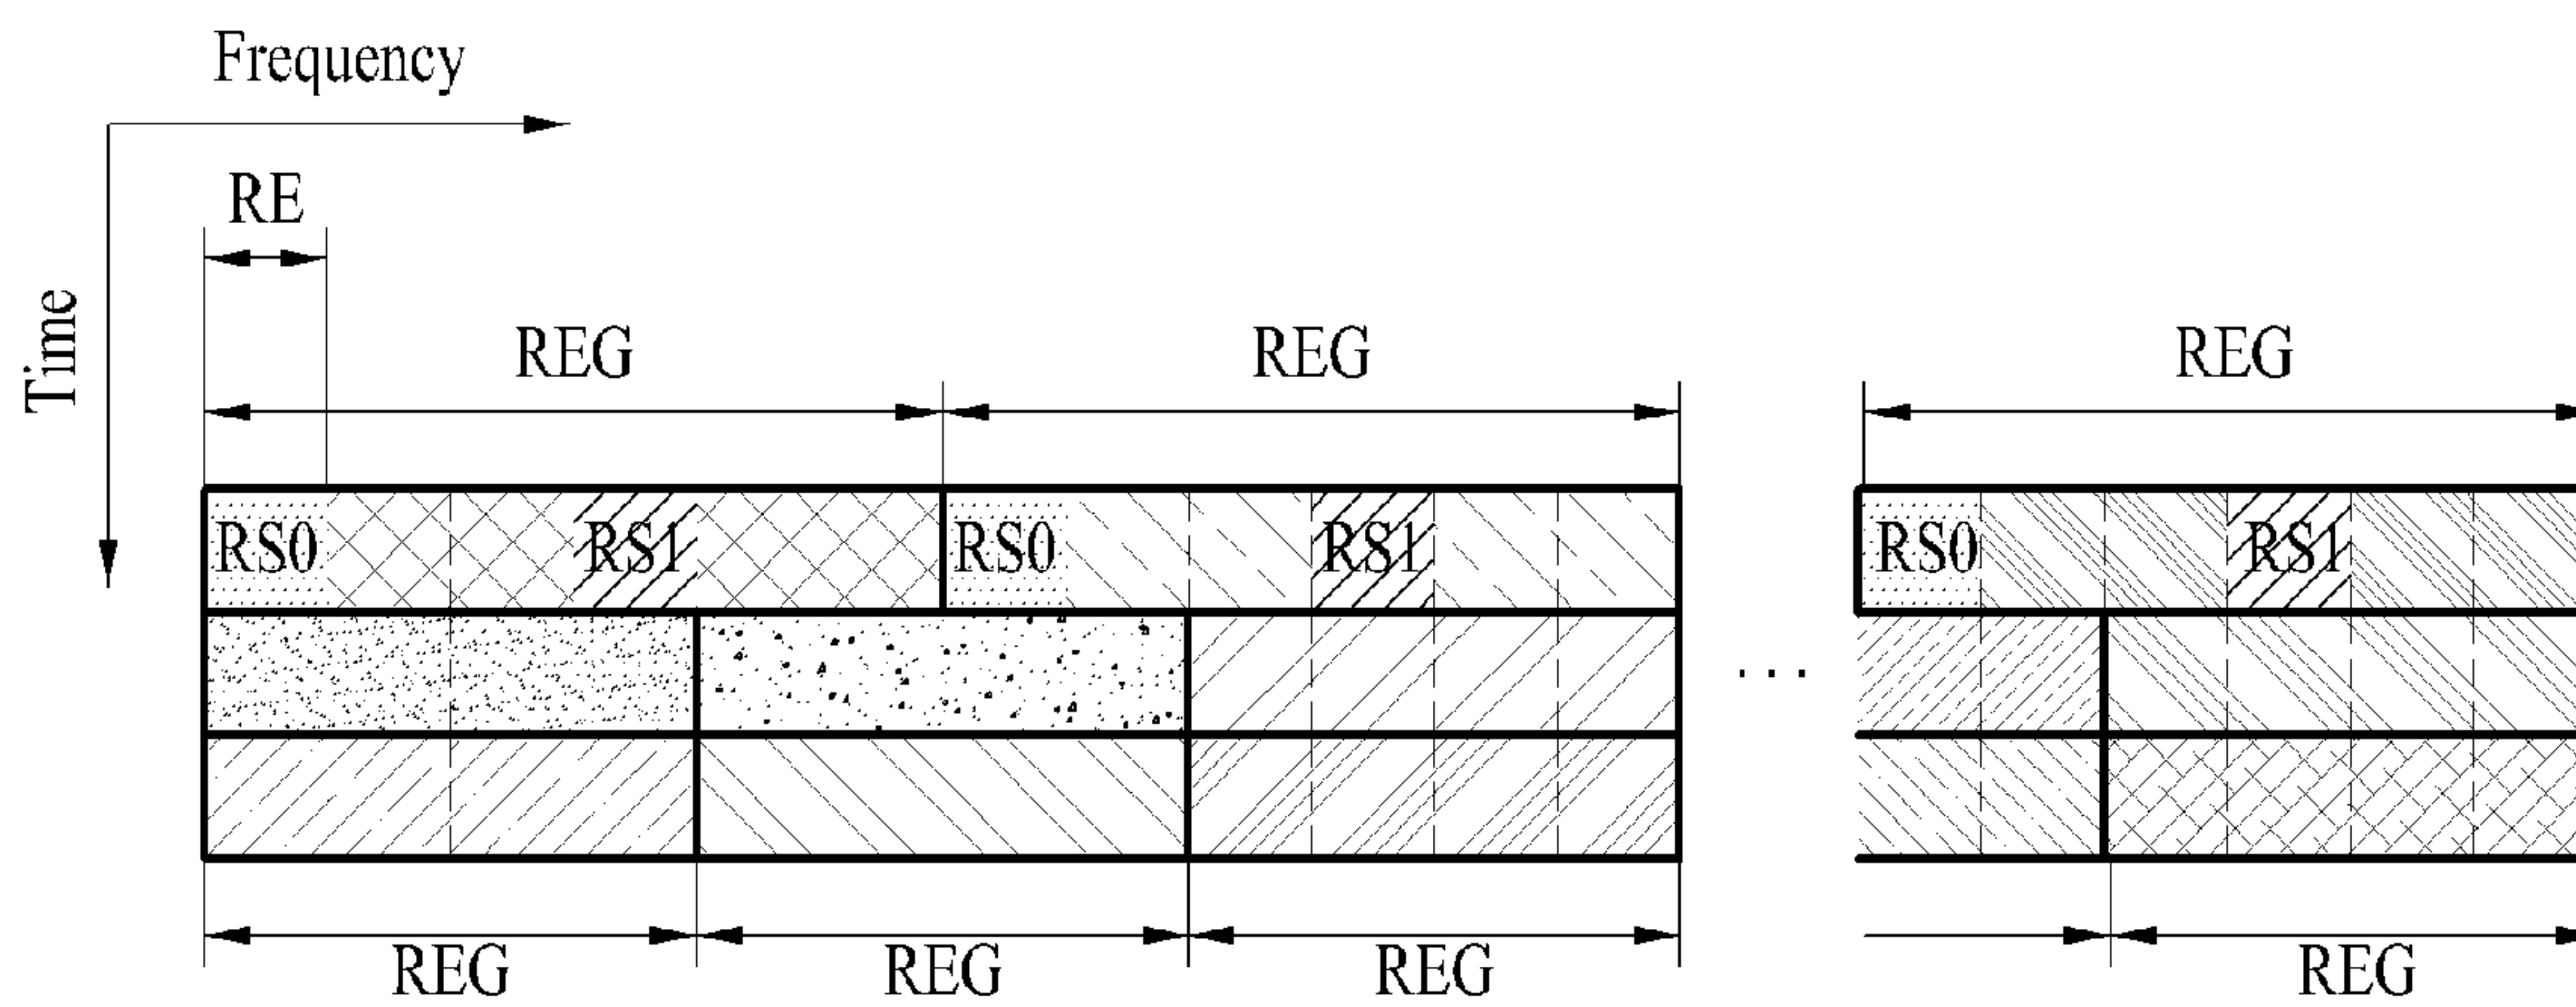 Frequency
RE
Time
REG REG REG
RS0 RS1 RS0 RS1 RS0 RS1
. . .
REG REG REG REG